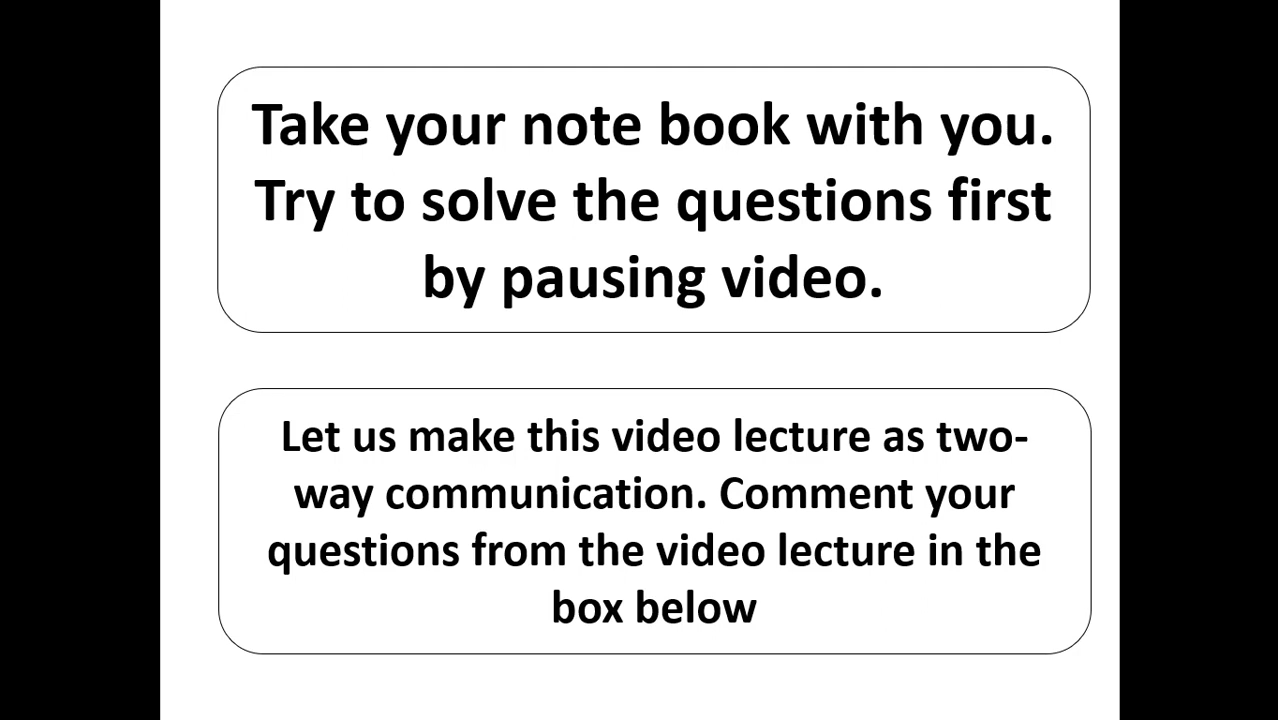 Take your note book with you.
Try to solve the questions first
by pausing video.
Let us make this video lecture as two-
way communication. Comment your
questions from the video lecture in the
box below